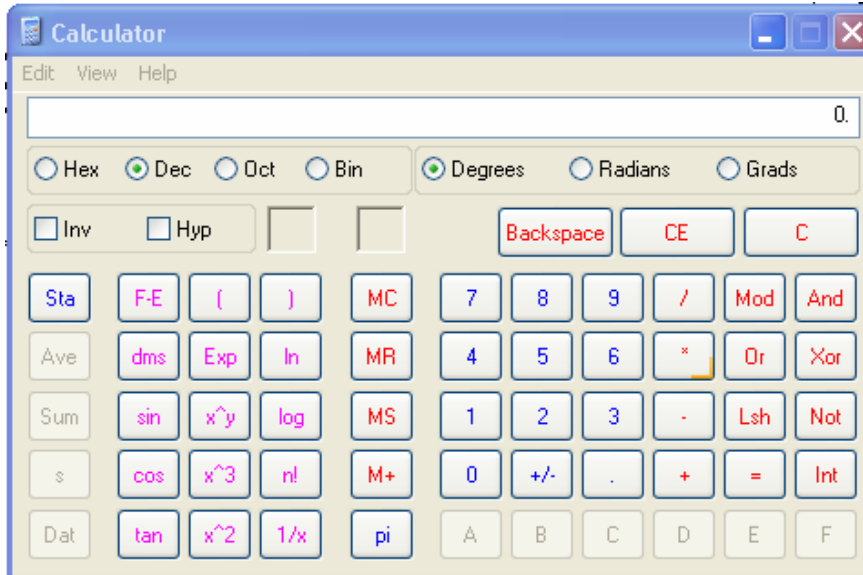 Calculator
Edit View Help
0.
Hex Dec Oct Bin Degrees Radians Grads
Inv Hyp Backspace CE C
Sta F-E ( ) MC 7 8 9 / Mod And
Ave dms Exp ln MR 4 5 6 * Or Xor
Sum sin x^y log MS 1 2 3 - Lsh Not
s cos x^3 n! M+ 0 +/- . + = Int
Dat tan x^2 1/x pi A B C D E F